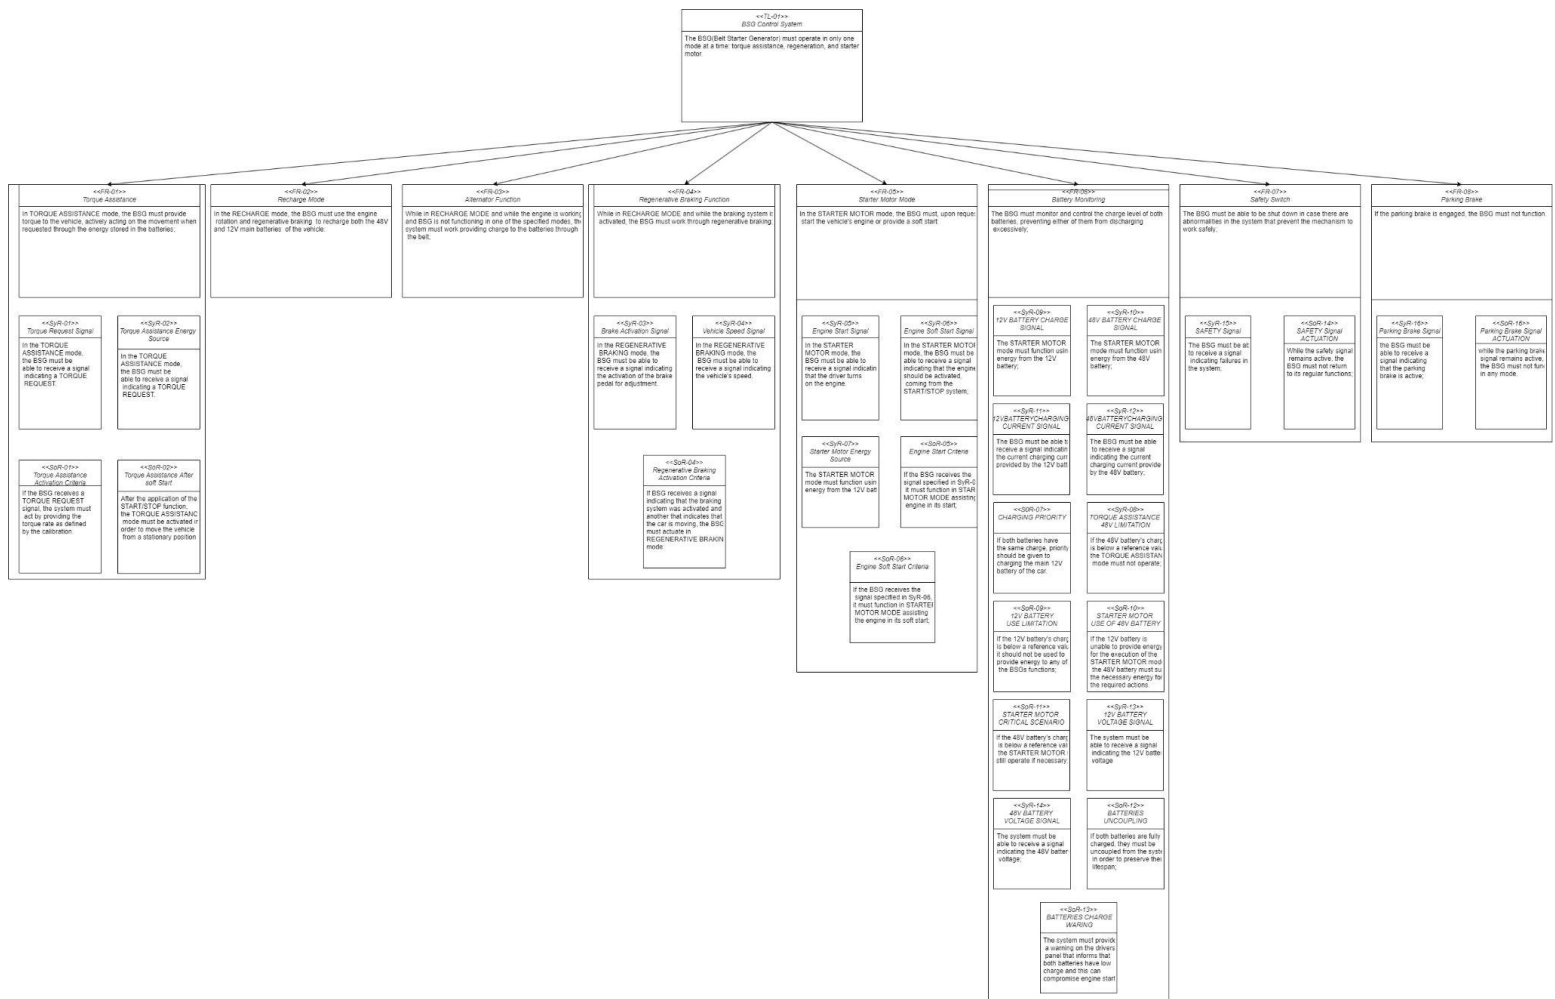 <<TL-01>>
BSG Control System
The BSG(Belt Starter Generator) must operate in only one
mode at a time: torque assistance, regeneration, and starter
motor
<<FR-01>>
Torque Assistance
In TORQUE ASSISTANCE mode, the BSG must provide
torque to the vehicle, actively acting on the movement when
requested through the energy stored in the batteries;
<<SyR-01>>
Torque Request Signal
In the TORQUE
ASSISTANCE mode,
the BSG must be
able to receive a signal
indicating a TORQUE
REQUEST.
<<SyR-02>>
Torque Assistance Energy
Source
In the TORQUE
ASSISTANCE mode,
the BSG must be
able to receive a signal
indicating a TORQUE
REQUEST.
<<SoR-01>>
Torque Assistance
Activation Criteria
If the BSG receives a
TORQUE REQUEST
signal, the system must
act by providing the
torque rate as defined
by the calibration.
<<SoR-02>>
Torque Assistance After
soft Start
After the application of the
START/STOP function,
the TORQUE ASSISTANC
mode must be activated in
order to move the vehicle
from a stationary position
<<FR-02>>
Recharge Mode
In the RECHARGE mode, the BSG must use the engine
rotation and regenerative braking to recharge both the 48V
and 12V main batteries of the vehicle.
<<FR-03>>
Alternator Function
While in RECHARGE MODE and while the engine is working
and BSG is not functioning in one of the specified modes, the
system must work providing charge to the batteries through
the belt;
<<FR-04>>
Regenerative Braking Function
While in RECHARGE MODE and while the braking system is
activated, the BSG must work through regenerative braking;
<<SyR-03>>
Brake Activation Signal
In the REGENERATIVE
BRAKING mode, the
BSG must be able to
receive a signal indicating
the activation of the brake
pedal for adjustment.
<<SyR-04>>
Vehicle Speed Signal
In the REGENERATIVE
BRAKING mode, the
BSG must be able to
receive a signal indicating
the vehicle's speed.
<<SoR-04>>
Regenerative Braking
Activation Criteria
If BSG receives a signal
indicating that the braking
system was activated and
another that indicates that
the car is moving, the BSG
must actuate in
REGENERATIVE BRAKIN
mode.
<<FR-05>>
Starter Motor Mode
In the STARTER MOTOR mode, the BSG must, upon reques
start the vehicle's engine or provide a soft start.
<<SyR-05>>
Engine Start Signal
In the STARTER
MOTOR mode, the
BSG must be able to
receive a signal indicatin
that the driver turns
on the engine.
<<SyR-06>>
Engine Soft Start Signal
In the STARTER MOTOR
mode, the BSG must be
able to receive a signal
indicating that the engine
should be activated,
coming from the
START/STOP system;
<<SyR-07>>
Starter Motor Energy
Source
The STARTER MOTOR
mode must function usin
energy from the 12V batt
<<SoR-05>>
Engine Start Criteria
If the BSG receives the
signal specified in SyR-0
it must function in STAR
MOTOR MODE assisting
engine in its start;
<<SoR-06>>
Engine Soft Start Criteria
If the BSG receives the
signal specified in SyR-06,
it must function in STARTER
MOTOR MODE assisting
the engine in its soft start;
<<FR-06>>
Battery Monitoring
The BSG must monitor and control the charge level of both
batteries, preventing either of them from discharging
excessively;
<<SyR-09>>
12V BATTERY CHARGE
SIGNAL
The STARTER MOTOR
mode must function usin
energy from the 12V
battery;
<<SyR-10>>
48V BATTERY CHARGE
SIGNAL
The STARTER MOTOR
mode must function usin
energy from the 48V
battery;
<<SyR-11>>
12VBATTERYCHARGING
CURRENT SIGNAL
The BSG must be able t
receive a signal indicatin
the current charging curr
provided by the 12V batt
<<SyR-12>>
48VBATTERYCHARGING
CURRENT SIGNAL
The BSG must be able
to receive a signal
indicating the current
charging current provide
by the 48V battery;
<<S0R-07>>
CHARGING PRIORITY
If both batteries have
the same charge, priority
should be given to
charging the main 12V
battery of the car.
<<SyR-08>>
TORQUE ASSISTANCE
48V LIMITATION
If the 48V battery's charg
is below a reference valu
the TORQUE ASSISTAN
mode must not operate;
<<SoR-09>>
12V BATTERY
USE LIMITATION
If the 12V battery's charg
is below a reference valu
it should not be used to
provide energy to any of
the BSGs functions;
<<SoR-10>>
STARTER MOTOR
USE OF 48V BATTERY
If the 12V battery is
unable to provide energy
for the execution of the
STARTER MOTOR mod
the 48V battery must su
the necessary energy for
the required actions.
<<SoR-11>>
STARTER MOTOR
CRITICAL SCENARIO
If the 48V battery's charg
is below a reference val
the STARTER MOTOR
still operate if necessary;
<<SyR-13>>
12V BATTERY
VOLTAGE SIGNAL
The system must be
able to receive a signal
indicating the 12V batte
voltage
<<SyR-14>>
48V BATTERY
VOLTAGE SIGNAL
The system must be
able to receive a signal
indicating the 48V batter
voltage;
<<SoR-12>>
BATTERIES
UNCOUPLING
If both batteries are fully
charged, they must be
uncoupled from the syste
in order to preserve thei
lifespan;
<<SoR-13>>
BATTERIES CHARGE
WARING
The system must provide
a warning on the drivers
panel that informs that
both batteries have low
charge and this can
compromise engine start
<<FR-07>>
Safety Switch
The BSG must be able to be shut down in case there are
abnormalities in the system that prevent the mechanism to
work safely;
<<SyR-15>>
SAFETY Signal
The BSG must be at
to receive a signal
indicating failures in
the system;
<<SoR-14>>
SAFETY Signal
ACTUATION
While the safety signal
remains active, the
BSG must not return
to its regular functions;
<<FR-08>>
Parking Brake
If the parking brake is engaged, the BSG must not function.
<<SyR-16>>
Parking Brake Signal
The BSG must be
able to receive a
signal indicating
that the parking
brake is active;
<<SoR-16>>
Parking Brake Signal
ACTUATION
while the parking brake
signal remains active,
the BSG must not func
in any mode.